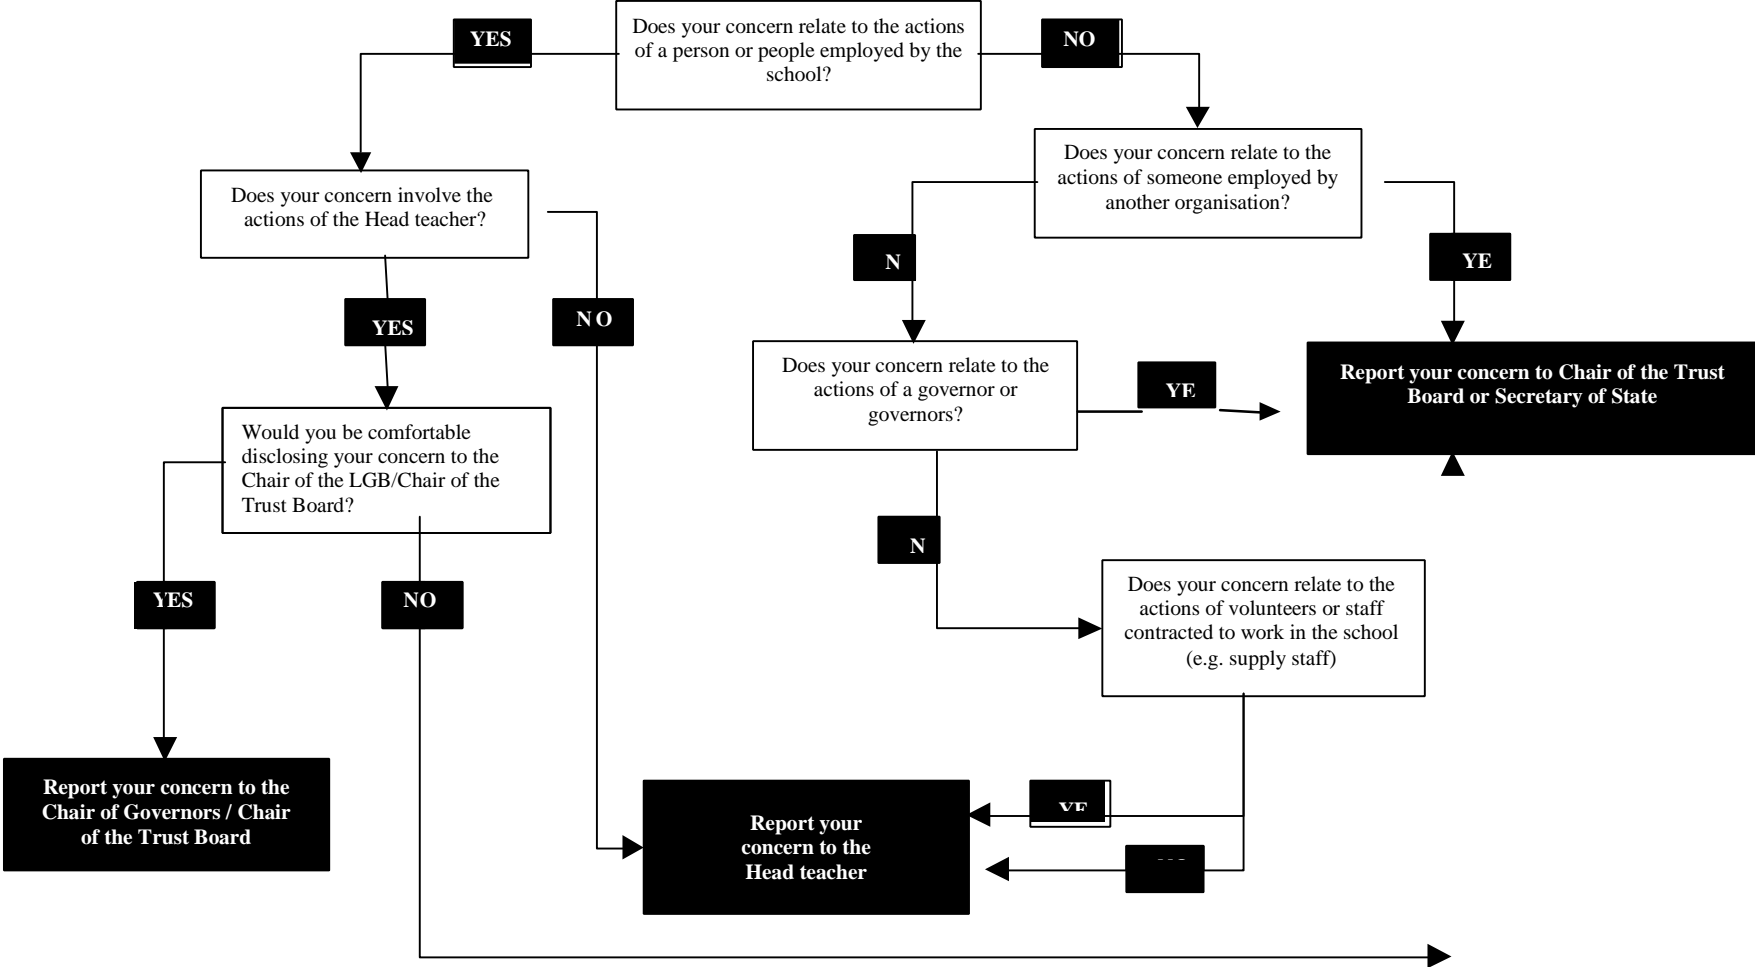 Does your concern relate to the actions
of a person or people employed by the
school?
YES
NO
Does your concern involve the
actions of the Head teacher?
Does your concern relate to the
actions of someone employed by
another organisation?
YES
N O
N
YE
Does your concern relate to the
actions of a governor or
governors?
YE
Report your concern to Chair of the Trust
Board or Secretary of State
Would you be comfortable
disclosing your concern to the
Chair of the LGB/Chair of the
Trust Board?
N
YES
NO
Does your concern relate to the
actions of volunteers or staff
contracted to work in the school
(e.g. supply staff)
Report your concern to the
Chair of Governors / Chair
of the Trust Board
Report your
concern to the
Head teacher
YE